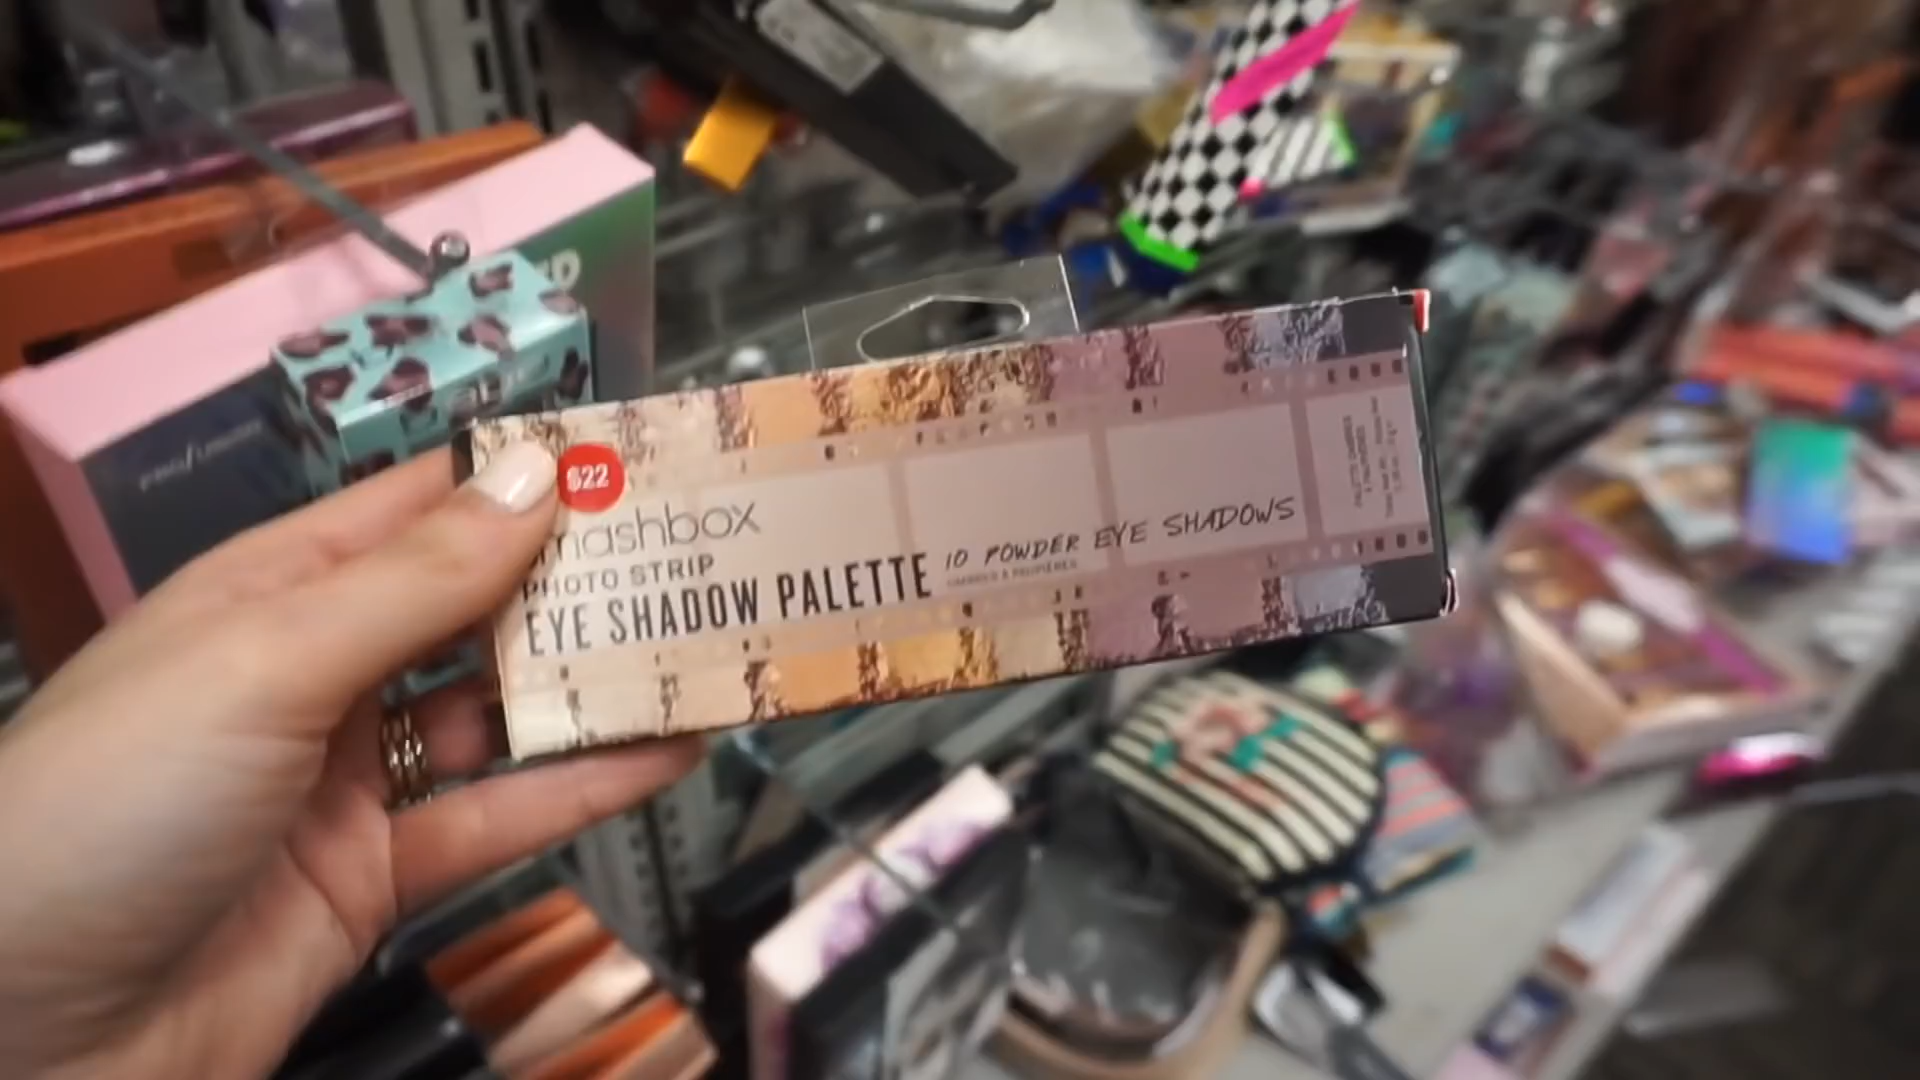 $22
mashbox
PHOTO STRIP
EYE SHADOW PALETTE
10 POWDER EYE SHADOWS